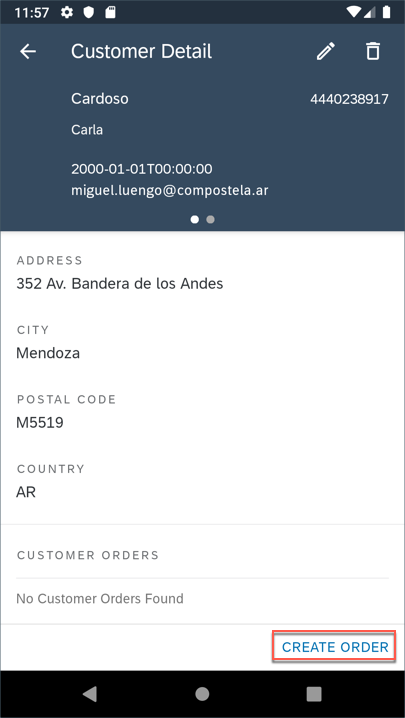 11:57
Customer Detail
Cardoso 4440238917
Carla
2000-01-01T00:00:00
miguel.luengo@compostela.ar
ADDRESS
352 Av. Bandera de los Andes
CITY
Mendoza
POSTAL CODE
M5519
COUNTRY
AR
CUSTOMER ORDERS
No Customer Orders Found
CREATE ORDER